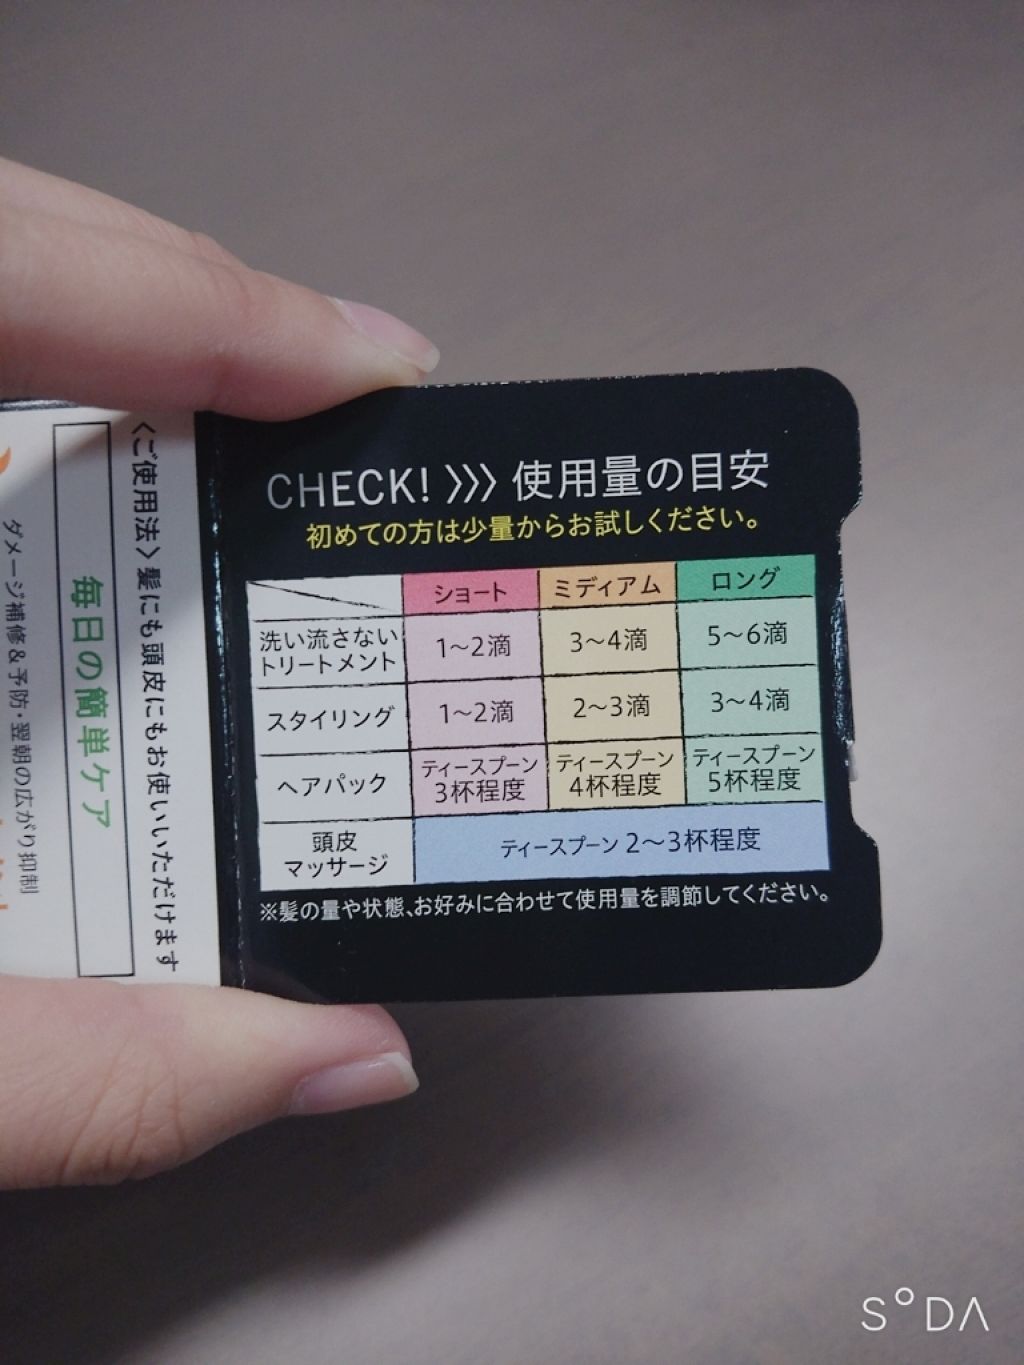 CHECK! 》》使用量の目安
初めての方は少量からお試しください。
ショート ミディアム ロング
洗い流さない
トリートメント 1〜2滴 3〜4滴 5〜6滴
スタイリング 1〜2滴 2〜3滴 3〜4滴
ヘアパック ティースプーン 3杯程度 ティースプーン 4杯程度 ティースプーン 5杯程度
頭皮
マッサージ ティースプーン 2〜3杯程度
※髪の量や状態、お好みに合わせて使用量を調節してください。
〈ご使用法〉髪にも頭皮にもお使いいただけます
毎日の簡単ケア
ダメージ補修&予防・翌朝の広がり抑制
SODA